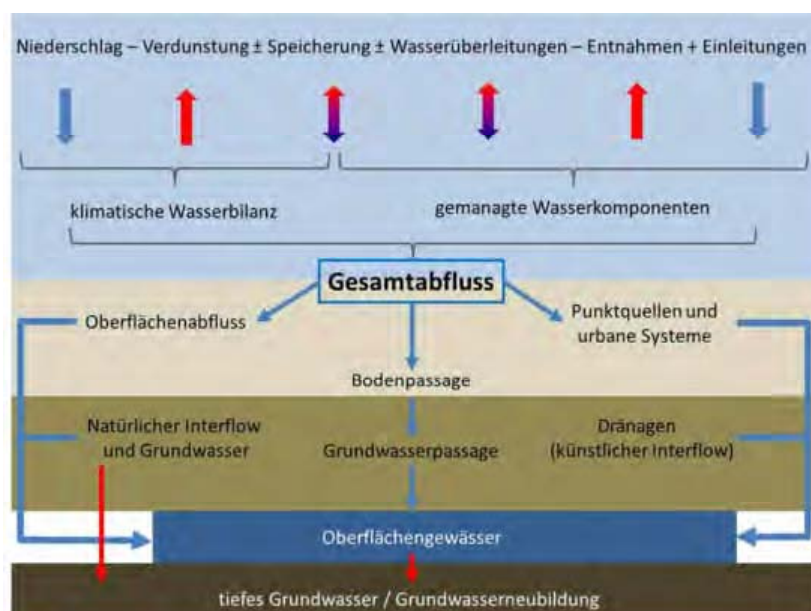 Niederschlag – Verdunstung ± Speicherung ± Wasserüberleitungen – Entnahmen + Einleitungen
klimatische Wasserbilanz
gemanagte Wasserkomponenten
Gesamtabfluss
Oberflächenabfluss
Punktquellen und
urbane Systeme
Bodenpassage
Natürlicher Interflow
und Grundwasser
Grundwasserpassage
Dränagen
(künstlicher Interflow)
Oberflächengewässer
tiefes Grundwasser / Grundwasserneubildung